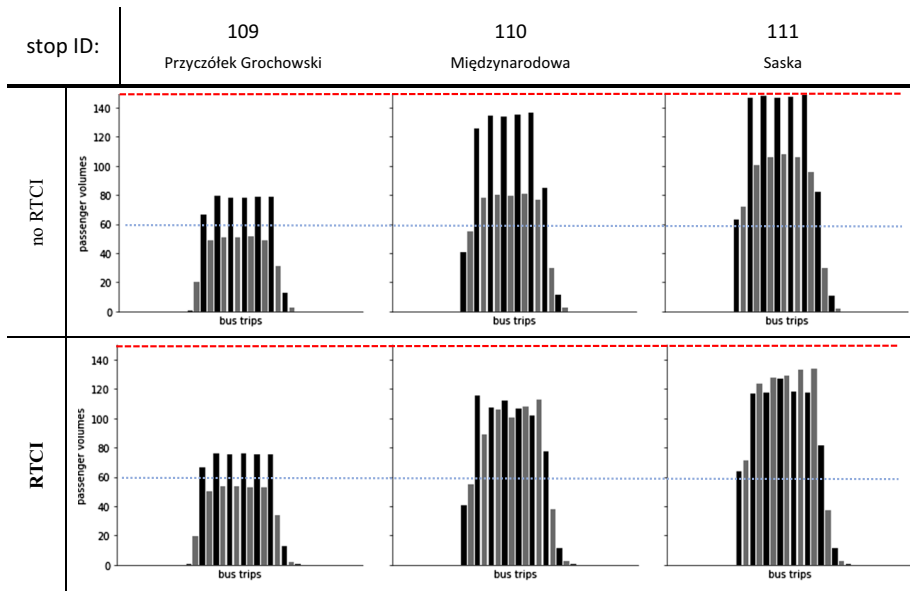 stop ID:
109
110
111
Przyczółek Grochowski
Międzynarodowa
Saska
no RTCI
passenger volumes
140
120
100
80
60
40
20
0
bus trips
bus trips
bus trips
RTCI
passenger volumes
140
120
100
80
60
40
20
0
bus trips
bus trips
bus trips